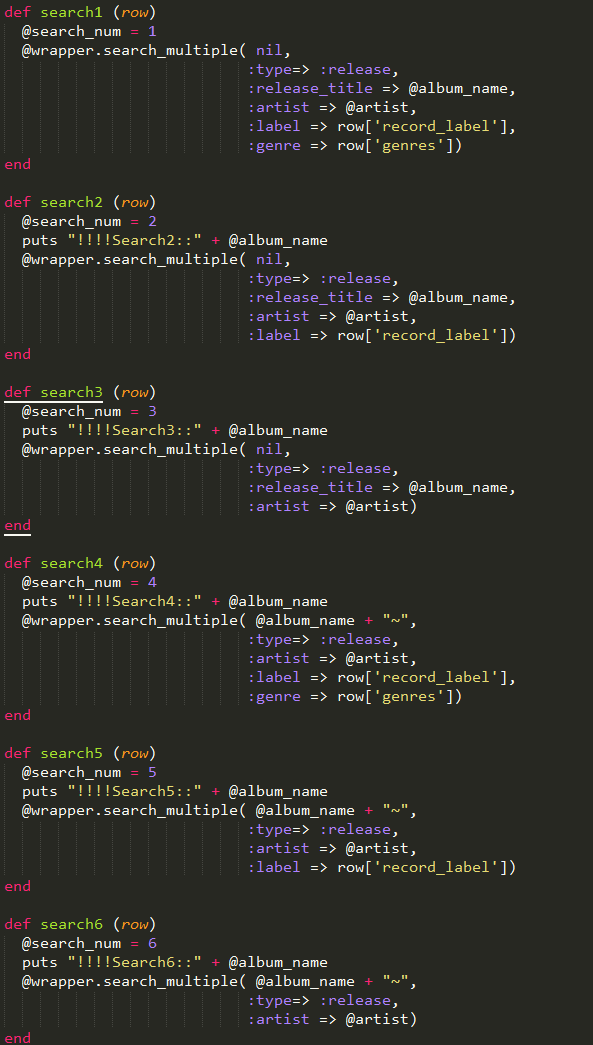 def search1 (row)
  @search_num = 1
  @wrapper.search_multiple( nil,
                           :type=> :release,
                           :release_title => @album_name,
                           :artist => @artist,
                           :label => row['record_label'],
                           :genre => row['genres'])
end

def search2 (row)
  @search_num = 2
  puts "!!!!Search2::" + @album_name
  @wrapper.search_multiple( nil,
                           :type=> :release,
                           :release_title => @album_name,
                           :artist => @artist,
                           :label => row['record_label'])
end

def search3 (row)
  @search_num = 3
  puts "!!!!Search3::" + @album_name
  @wrapper.search_multiple( nil,
                           :type=> :release,
                           :release_title => @album_name,
                           :artist => @artist)
end

def search4 (row)
  @search_num = 4
  puts "!!!!Search4::" + @album_name
  @wrapper.search_multiple( @album_name + "~",
                           :type=> :release,
                           :artist => @artist,
                           :label => row['record_label'],
                           :genre => row['genres'])
end

def search5 (row)
  @search_num = 5
  puts "!!!!Search5::" + @album_name
  @wrapper.search_multiple( @album_name + "~",
                           :type=> :release,
                           :artist => @artist,
                           :label => row['record_label'])
end

def search6 (row)
  @search_num = 6
  puts "!!!!Search6::" + @album_name
  @wrapper.search_multiple( @album_name + "~",
                           :type=> :release,
                           :artist => @artist)
end